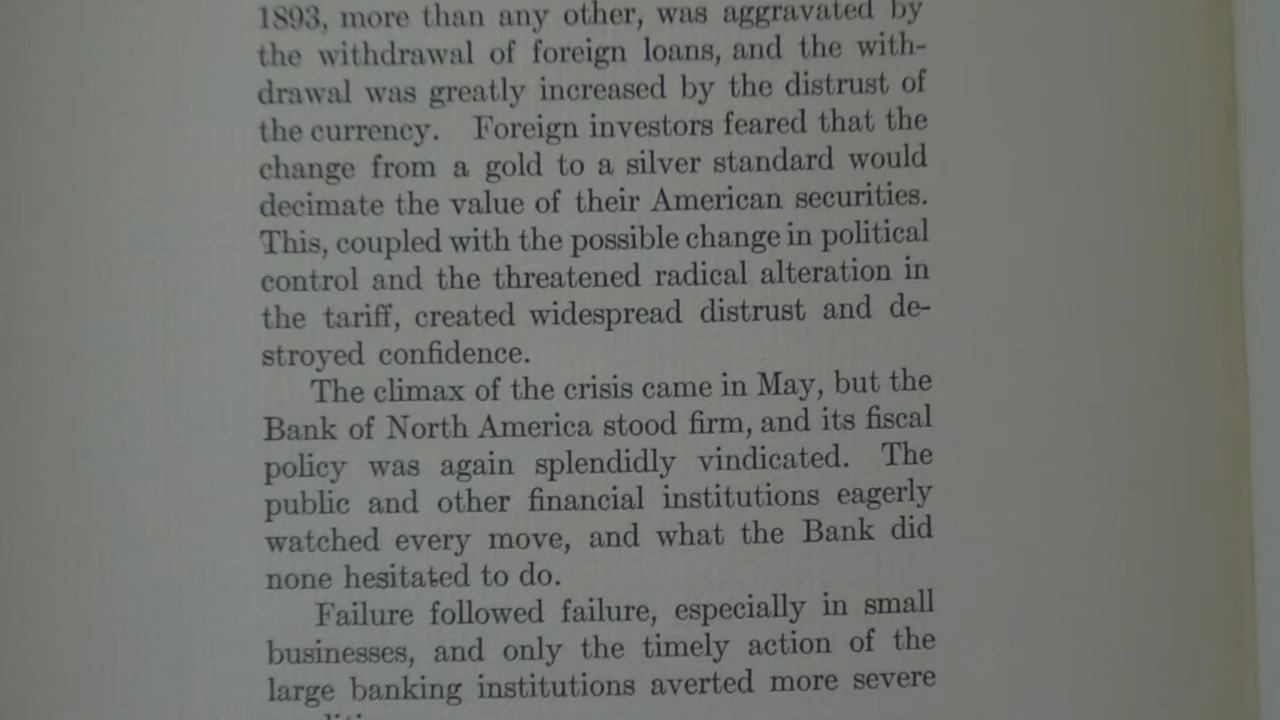 1893, more than any other, was aggravated by
the withdrawal of foreign loans, and the with-
drawal was greatly increased by the distrust of
the currency. Foreign investors feared that the
change from a gold to a silver standard would
decimate the value of their American securities.
This, coupled with the possible change in political
control and the threatened radical alteration in
the tariff, created widespread distrust and de-
stroyed confidence.
The climax of the crisis came in May, but the
Bank of North America stood firm, and its fiscal
policy was again splendidly vindicated. The
public and other financial institutions eagerly
watched every move, and what the Bank did
none hesitated to do.
Failure followed failure, especially in small
businesses, and only the timely action of the
large banking institutions averted more severe